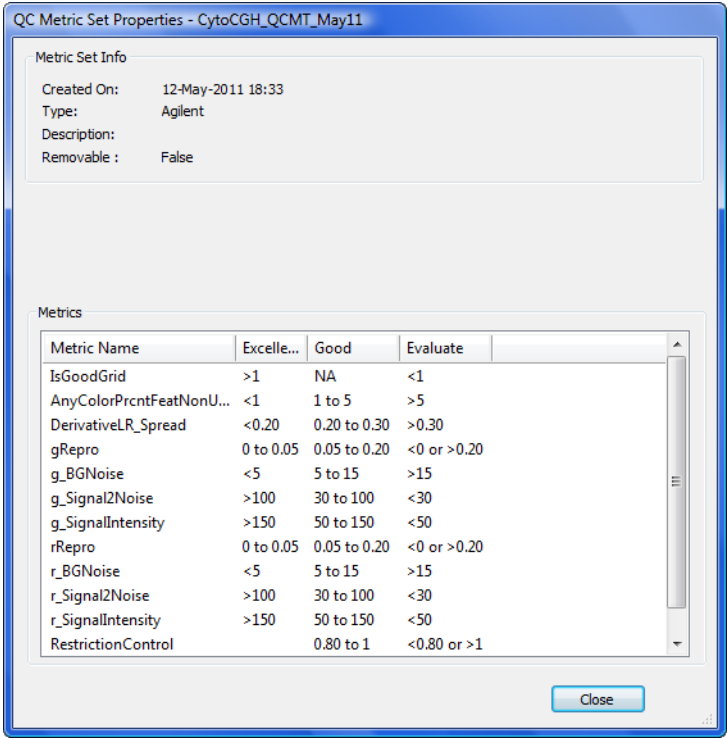 QC Metric Set Properties - CytoCGH_QCMT_May11
Metric Set Info
Created On: 12-May-2011 18:33
Type: Agilent
Description:
Removable : False
Metrics
Metric Name Excelle... Good Evaluate
IsGoodGrid >1 NA <1
AnyColorPrcntFeatNonU... <1 1 to 5 >5
DerivativeLR_Spread <0.20 0.20 to 0.30 >0.30
gRepro 0 to 0.05 0.05 to 0.20 <0 or >0.20
g_BGNoise <5 5 to 15 >15
g_Signal2Noise >100 30 to 100 <30
g_SignalIntensity >150 50 to 150 <50
rRepro 0 to 0.05 0.05 to 0.20 <0 or >0.20
r_BGNoise <5 5 to 15 >15
r_Signal2Noise >100 30 to 100 <30
r_SignalIntensity >150 50 to 150 <50
RestrictionControl 0.80 to 1 <0.80 or >1
Close